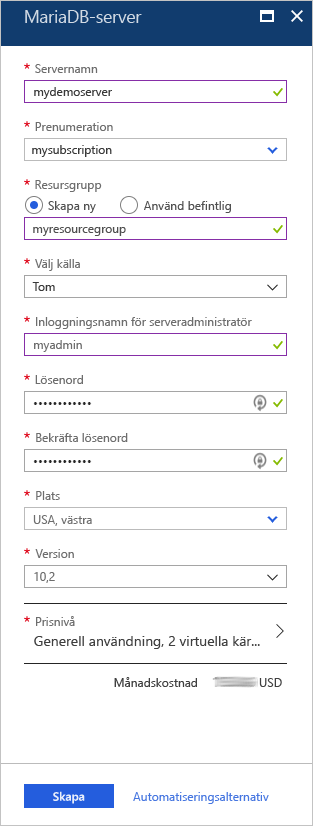 MariaDB-server
* Servernamn
mydemoserver
* Prenumeration
mysubscription
* Resursgrupp
Skapa ny Använd befintlig
myresourcegroup
* Välj källa
Tom
* Inloggningsnamn för serveradministratör
myadmin
* Lösenord
••••••••••••
* Bekräfta lösenord
••••••••••••
* Plats
USA, västra
* Version
10,2
* Prisnivå
Generell användning, 2 virtuella kär...
Månadskostnad USD
Skapa Automatiseringsalternativ